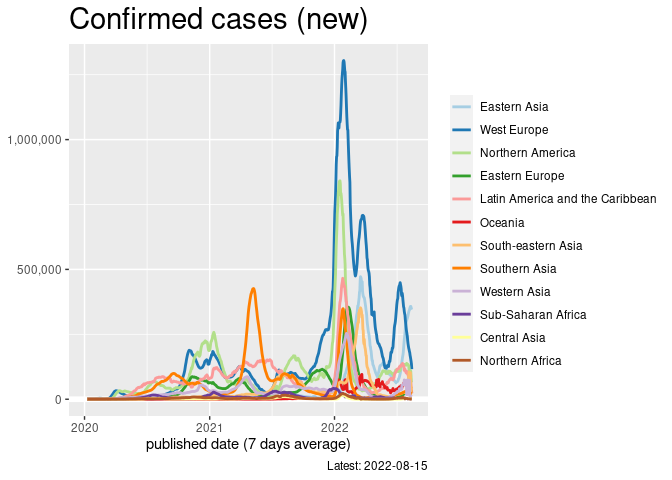 Confirmed cases (new)
1,000,000
500,000
0
2020
2021
2022
published date (7 days average)
Latest: 2022-08-15
Eastern Asia
West Europe
Northern America
Eastern Europe
Latin America and the Caribbean
Oceania
South-eastern Asia
Southern Asia
Western Asia
Sub-Saharan Africa
Central Asia
Northern Africa